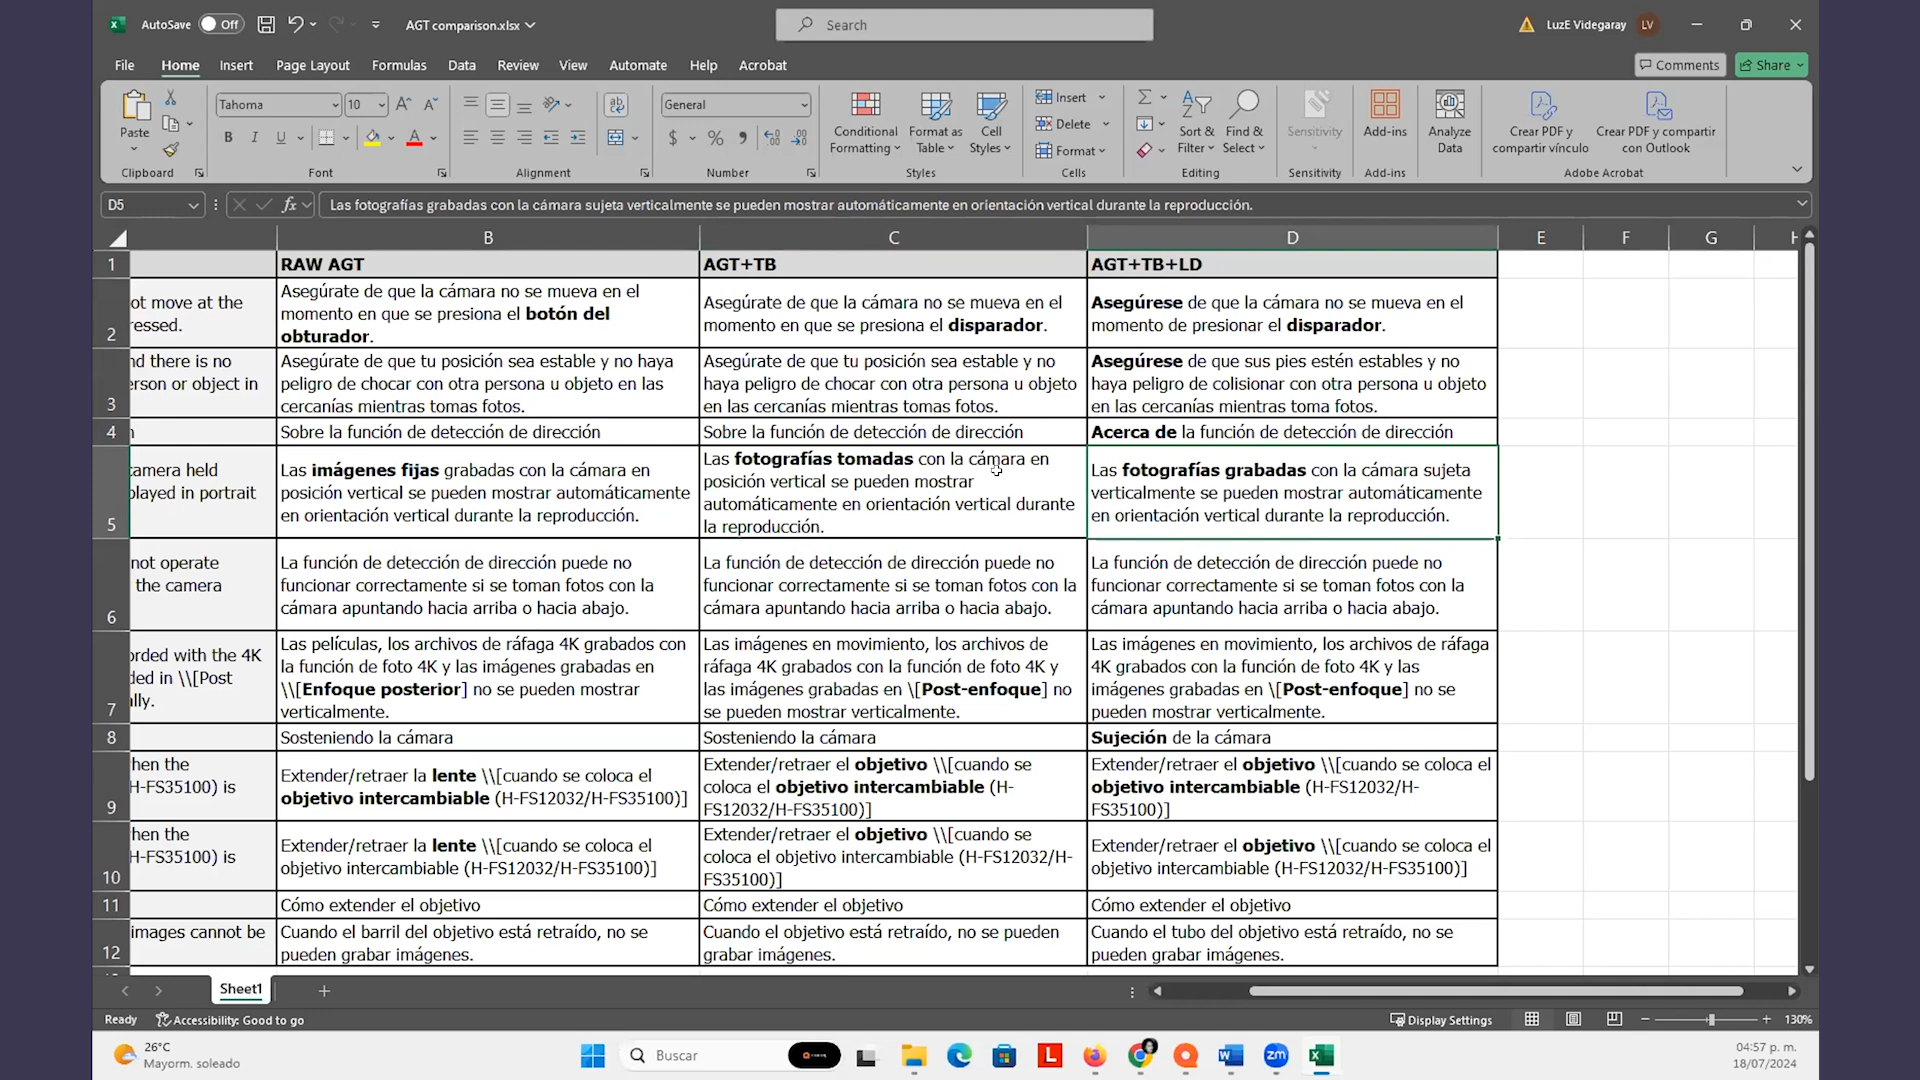 AutoSave Off AGT comparison.xlsx Search LuzE Videgaray LV
File Home Insert Page Layout Formulas Data Review View Automate Help Acrobat Comments Share
Paste Tahoma 10 General
Conditional Formatting
Format as Table
Cell Styles
Insert
Delete
Format
Sort & Filter
Find & Select
Sensitivity
Add-ins
Analyze Data
Crear PDF y compartir vínculo
Crear PDF y compartir con Outlook
Clipboard Font Alignment Number Styles Cells Editing Sensitivity Add-ins Adobe Acrobat
D5 fx Las fotografías grabadas con la cámara sujeta verticalmente se pueden mostrar automáticamente en orientación vertical durante la reproducción.
B C D E F G
1 RAW AGT AGT+TB AGT+TB+LD
2
ot move at the
ressed.
Asegúrate de que la cámara no se mueva en el
momento en que se presiona el botón del
obturador.
Asegúrate de que la cámara no se mueva en el
momento en que se presiona el disparador.
Asegúrese de que la cámara no se mueva en el
momento de presionar el disparador.
3
nd there is no
erson or object in
Asegúrate de que tu posición sea estable y no haya
peligro de chocar con otra persona u objeto en las
cercanías mientras tomas fotos.
Asegúrate de que tu posición sea estable y no
haya peligro de chocar con otra persona u objeto
en las cercanías mientras tomas fotos.
Asegúrese de que sus pies estén estables y no
haya peligro de colisionar con otra persona u objeto
en las cercanías mientras toma fotos.
4
Sobre la función de detección de dirección
Sobre la función de detección de dirección
Acerca de la función de detección de dirección
5
camera held
played in portrait
Las imágenes fijas grabadas con la cámara en
posición vertical se pueden mostrar automáticamente
en orientación vertical durante la reproducción.
Las fotografías tomadas con la cámara en
posición vertical se pueden mostrar
automáticamente en orientación vertical durante
la reproducción.
Las fotografías grabadas con la cámara sujeta
verticalmente se pueden mostrar automáticamente
en orientación vertical durante la reproducción.
6
not operate
the camera
La función de detección de dirección puede no
funcionar correctamente si se toman fotos con la
cámara apuntando hacia arriba o hacia abajo.
La función de detección de dirección puede no
funcionar correctamente si se toman fotos con la
cámara apuntando hacia arriba o hacia abajo.
La función de detección de dirección puede no
funcionar correctamente si se toman fotos con la
cámara apuntando hacia arriba o hacia abajo.
7
orded with the 4K
ded in \\[Post
lly.
Las películas, los archivos de ráfaga 4K grabados con
la función de foto 4K y las imágenes grabadas en
\\[Enfoque posterior] no se pueden mostrar
verticalmente.
Las imágenes en movimiento, los archivos de
ráfaga 4K grabados con la función de foto 4K y
las imágenes grabadas en \[Post-enfoque] no
se pueden mostrar verticalmente.
Las imágenes en movimiento, los archivos de ráfaga
4K grabados con la función de foto 4K y las
imágenes grabadas en \[Post-enfoque] no se
pueden mostrar verticalmente.
8
Sosteniendo la cámara
Sosteniendo la cámara
Sujeción de la cámara
9
hen the
H-FS35100) is
Extender/retraer la lente \\[cuando se coloca el
objetivo intercambiable (H-FS12032/H-FS35100)]
Extender/retraer el objetivo \\[cuando se
coloca el objetivo intercambiable (H-
FS12032/H-FS35100)]
Extender/retraer el objetivo \\[cuando se coloca el
objetivo intercambiable (H-FS12032/H-
FS35100)]
10
hen the
H-FS35100) is
Extender/retraer la lente \\[cuando se coloca el
objetivo intercambiable (H-FS12032/H-FS35100)]
Extender/retraer el objetivo \\[cuando se
coloca el objetivo intercambiable (H-FS12032/H-
FS35100)]
Extender/retraer el objetivo \\[cuando se coloca el
objetivo intercambiable (H-FS12032/H-FS35100)]
11
Cómo extender el objetivo
Cómo extender el objetivo
Cómo extender el objetivo
12
images cannot be
Cuando el barril del objetivo está retraído, no se
pueden grabar imágenes.
Cuando el objetivo está retraído, no se pueden
grabar imágenes.
Cuando el tubo del objetivo está retraído, no se
pueden grabar imágenes.
Sheet1
Ready Accessibility: Good to go Display Settings 130%
26°C
Mayorm. soleado
Buscar
04:57 p. m.
18/07/2024